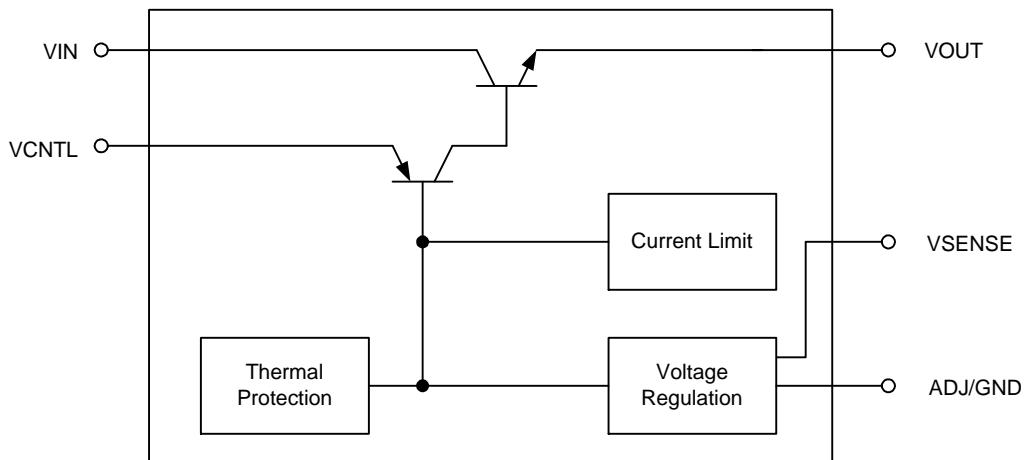 VIN
VOUT
VCNTL
Current Limit
VSENSE
Thermal
Protection
Voltage
Regulation
ADJ/GND